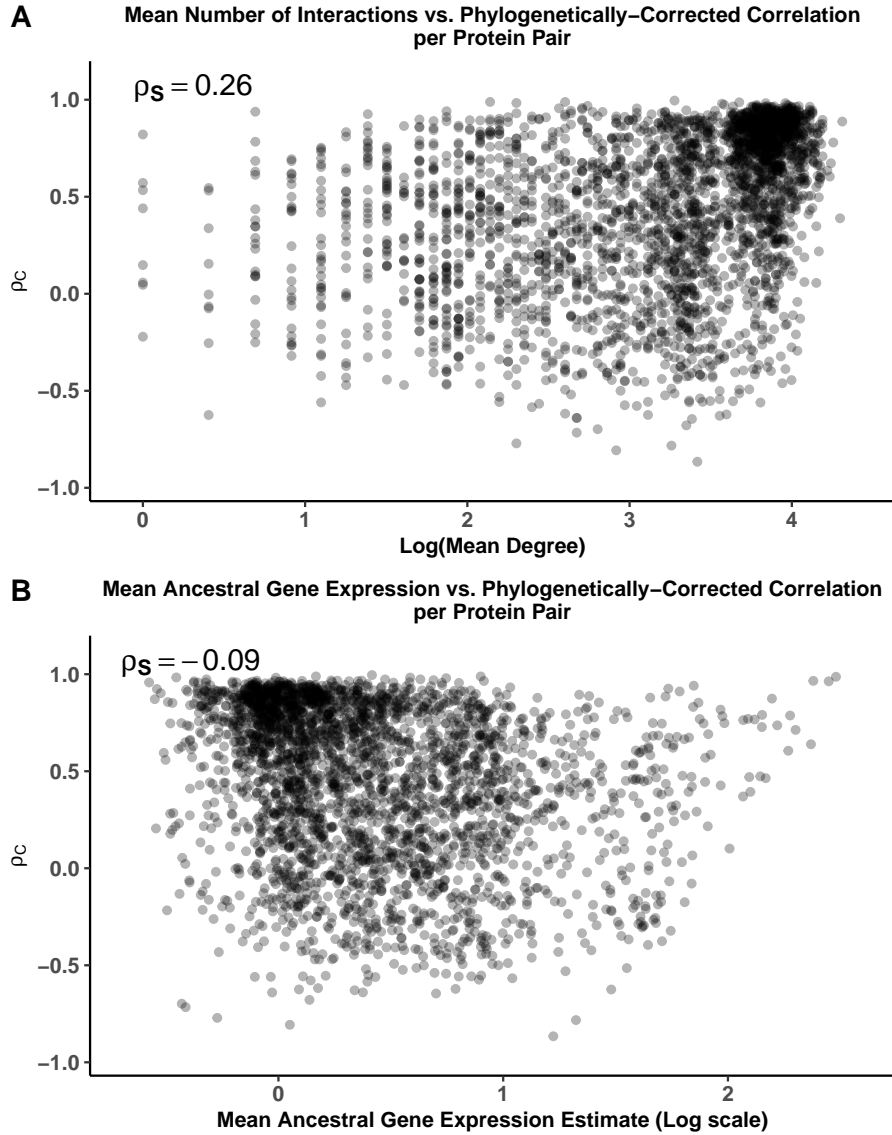 A
Mean Number of Interactions vs. Phylogenetically−Corrected Correlation
per Protein Pair
ρS = 0.26
1.0
0.5
0.0
−0.5
−1.0
ρC
0 1 2 3 4
Log(Mean Degree)
B
Mean Ancestral Gene Expression vs. Phylogenetically−Corrected Correlation
per Protein Pair
ρS = −0.09
1.0
0.5
0.0
−0.5
−1.0
ρC
0 1 2
Mean Ancestral Gene Expression Estimate (Log scale)